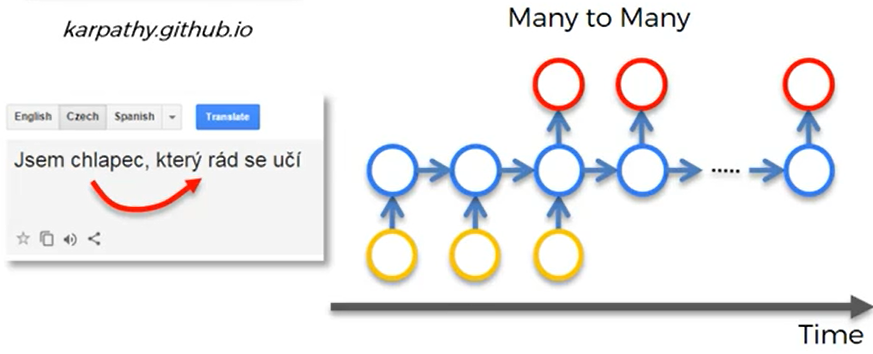 karpathy.github.io
Many to Many
English Czech Spanish Translate
Jsem chlapec, který rád se učí
.....
Time